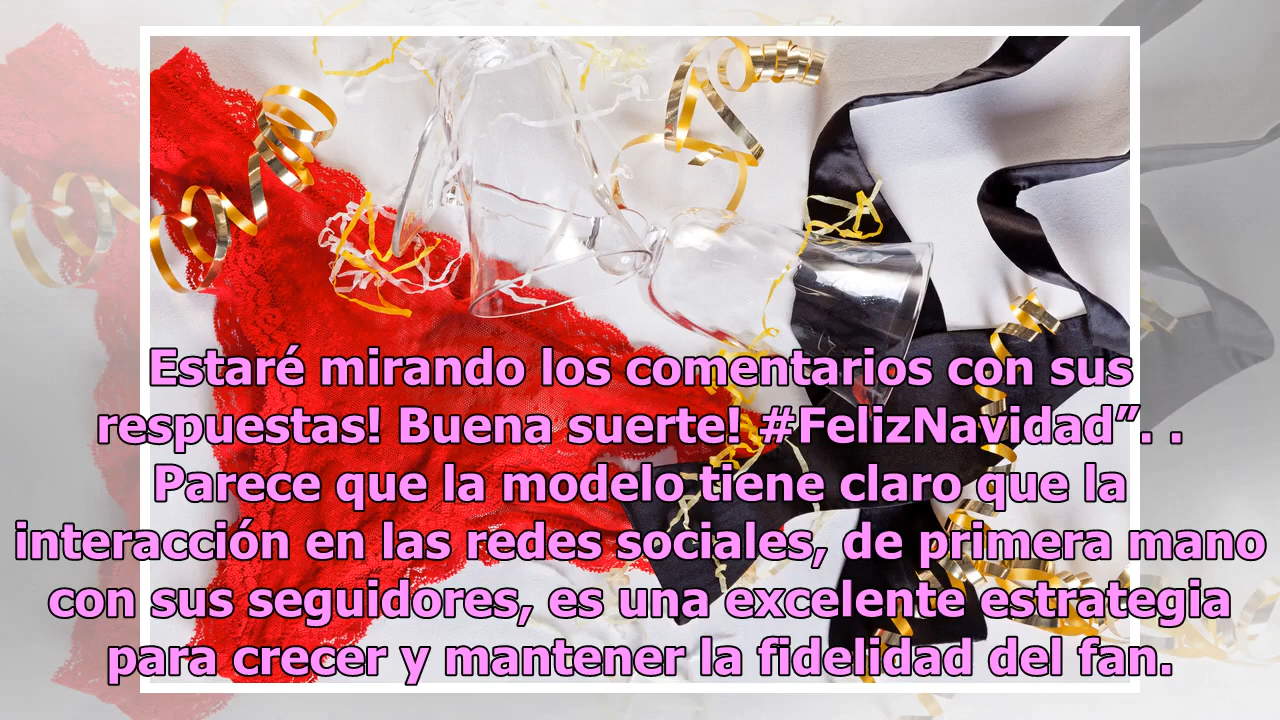 Estaré mirando los comentarios con sus
respuestas! Buena suerte! #FelizNavidad”. .
Parece que la modelo tiene claro que la
interacción en las redes sociales, de primera mano
con sus seguidores, es una excelente estrategia
para crecer y mantener la fidelidad del fan.